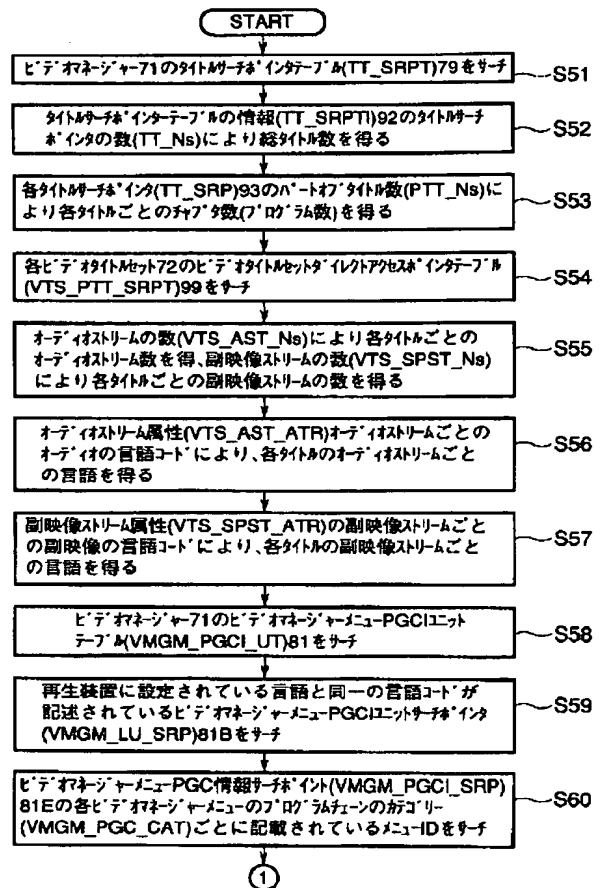 START
ﾋﾞﾃﾞｵﾏﾈｰｼﾞｬｰ71のﾀｲﾄﾙｻｰﾁﾎﾟｲﾝﾀﾃｰﾌﾞﾙ(TT_SRPT)79をｻｰﾁ
S51
ﾀｲﾄﾙｻｰﾁﾎﾟｲﾝﾀｰﾃｰﾌﾞﾙの情報(TT_SRPTI)92のﾀｲﾄﾙｻｰﾁ
ﾎﾟｲﾝﾀの数(TT_Ns)により総ﾀｲﾄﾙ数を得る
S52
各ﾀｲﾄﾙｻｰﾁﾎﾟｲﾝﾀ(TT_SRP)93のﾊﾟｰﾄｵﾌﾞﾀｲﾄﾙ数(PTT_Ns)に
より各ﾀｲﾄﾙごとのﾁｬﾌﾟﾀ数(ﾌﾟﾛｸﾞﾗﾑ数)を得る
S53
各ﾋﾞﾃﾞｵﾀｲﾄﾙｾｯﾄ72のﾋﾞﾃﾞｵﾀｲﾄﾙｾｯﾄﾀﾞｲﾚｸﾄｱｸｾｽﾎﾟｲﾝﾀﾃｰﾌﾞﾙ
(VTS_PTT_SRPT)99をｻｰﾁ
S54
ｵｰﾃﾞｨｵｽﾄﾘｰﾑの数(VTS_AST_Ns)により各ﾀｲﾄﾙごとの
ｵｰﾃﾞｨｵｽﾄﾘｰﾑ数を得、副映像ｽﾄﾘｰﾑの数(VTS_SPST_Ns)
により各ﾀｲﾄﾙごとの副映像ｽﾄﾘｰﾑの数を得る
S55
ｵｰﾃﾞｨｵｽﾄﾘｰﾑ属性(VTS_AST_ATR)ｵｰﾃﾞｨｵｽﾄﾘｰﾑごとの
ｵｰﾃﾞｨｵの言語ｺｰﾄﾞにより、各ﾀｲﾄﾙのｵｰﾃﾞｨｵｽﾄﾘｰﾑごと
の言語を得る
S56
副映像ｽﾄﾘｰﾑ属性(VTS_SPST_ATR)の副映像ｽﾄﾘｰﾑごと
の副映像の言語ｺｰﾄﾞにより、各ﾀｲﾄﾙの副映像ｽﾄﾘｰﾑごと
の言語を得る
S57
ﾋﾞﾃﾞｵﾏﾈｰｼﾞｬｰ71のﾋﾞﾃﾞｵﾏﾈｰｼﾞｬｰﾒﾆｭｰPGCIﾕﾆｯﾄ
ﾃｰﾌﾞﾙ(VMGM_PGCI_UT)81をｻｰﾁ
S58
再生装置に設定されている言語と同一の言語ｺｰﾄﾞが
記述されているﾋﾞﾃﾞｵﾏﾈｰｼﾞｬｰﾒﾆｭｰPGCIﾕﾆｯﾄｻｰﾁﾎﾟｲﾝﾀ
(VMGM_LU_SRP)81Bをｻｰﾁ
S59
ﾋﾞﾃﾞｵﾏﾈｰｼﾞｬｰﾒﾆｭｰPGC情報ｻｰﾁﾎﾟｲﾝﾄ(VMGM_PGCI_SRP)
81Eの各ﾋﾞﾃﾞｵﾏﾈｰｼﾞｬｰﾒﾆｭｰのﾌﾟﾛｸﾞﾗﾑﾁｪｰﾝのｶﾃｺﾞﾘｰ
(VMGM_PGC_CAT)ごとに記載されているﾒﾆｭｰIDをｻｰﾁ
S60
1